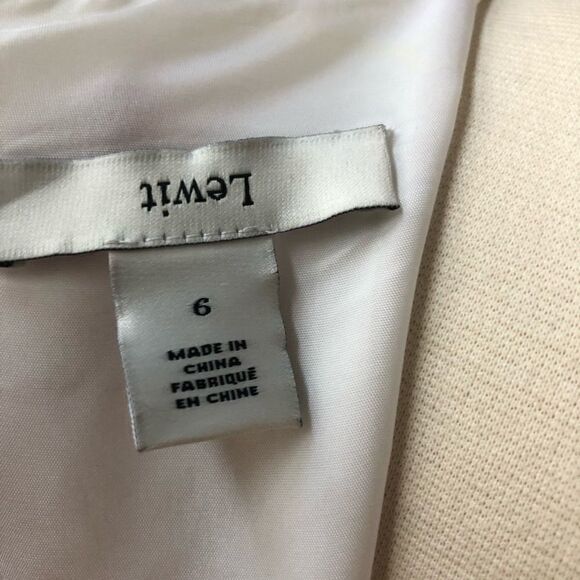 Lewit
6
MADE IN
CHINA
FABRIQUÉ
EN CHINE